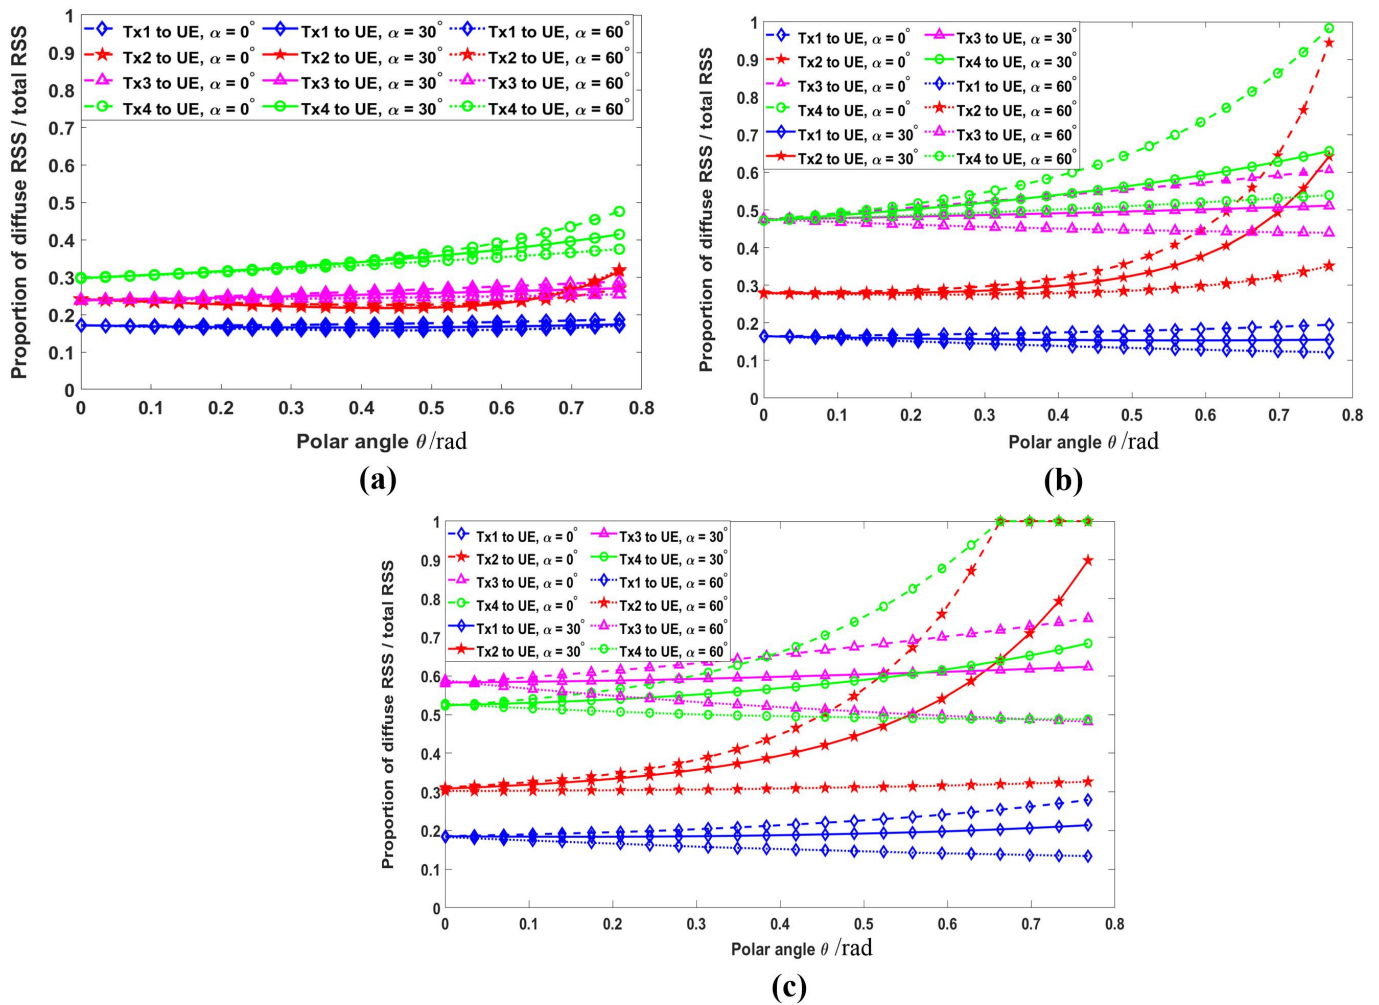 Proportion of diffuse RSS / total RSS
1
0.9
0.8
0.7
0.6
0.5
0.4
0.3
0.2
0.1
0
Tx1 to UE, α = 0° Tx1 to UE, α = 30° Tx1 to UE, α = 60°
Tx2 to UE, α = 0° Tx2 to UE, α = 30° Tx2 to UE, α = 60°
Tx3 to UE, α = 0° Tx3 to UE, α = 30° Tx3 to UE, α = 60°
Tx4 to UE, α = 0° Tx4 to UE, α = 30° Tx4 to UE, α = 60°
0 0.1 0.2 0.3 0.4 0.5 0.6 0.7 0.8
Polar angle θ/rad
(a)
Proportion of diffuse RSS / total RSS
1
0.9
0.8
0.7
0.6
0.5
0.4
0.3
0.2
0.1
0
Tx1 to UE, α = 0° Tx3 to UE, α = 30°
Tx2 to UE, α = 0° Tx4 to UE, α = 30°
Tx3 to UE, α = 0° Tx1 to UE, α = 60°
Tx4 to UE, α = 0° Tx2 to UE, α = 60°
Tx1 to UE, α = 30° Tx3 to UE, α = 60°
Tx2 to UE, α = 30° Tx4 to UE, α = 60°
0 0.1 0.2 0.3 0.4 0.5 0.6 0.7 0.8
Polar angle θ/rad
(b)
Proportion of diffuse RSS / total RSS
1
0.9
0.8
0.7
0.6
0.5
0.4
0.3
0.2
0.1
0
Tx1 to UE, α = 0° Tx3 to UE, α = 30°
Tx2 to UE, α = 0° Tx4 to UE, α = 30°
Tx3 to UE, α = 0° Tx1 to UE, α = 60°
Tx4 to UE, α = 0° Tx2 to UE, α = 60°
Tx1 to UE, α = 30° Tx3 to UE, α = 60°
Tx2 to UE, α = 30° Tx4 to UE, α = 60°
0 0.1 0.2 0.3 0.4 0.5 0.6 0.7 0.8
Polar angle θ/rad
(c)